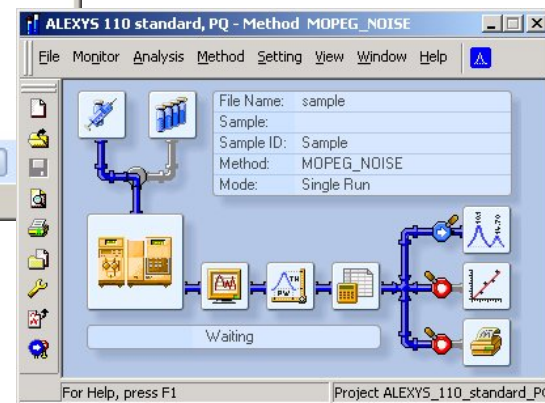 ALEXYS 110 standard, PQ - Method MOPEG_NOISE
File Monitor Analysis Method Setting View Window Help
File Name: sample
Sample:
Sample ID: Sample
Method: MOPEG_NOISE
Mode: Single Run
Waiting
For Help, press F1
Project ALEXYS_110_standard_PQ